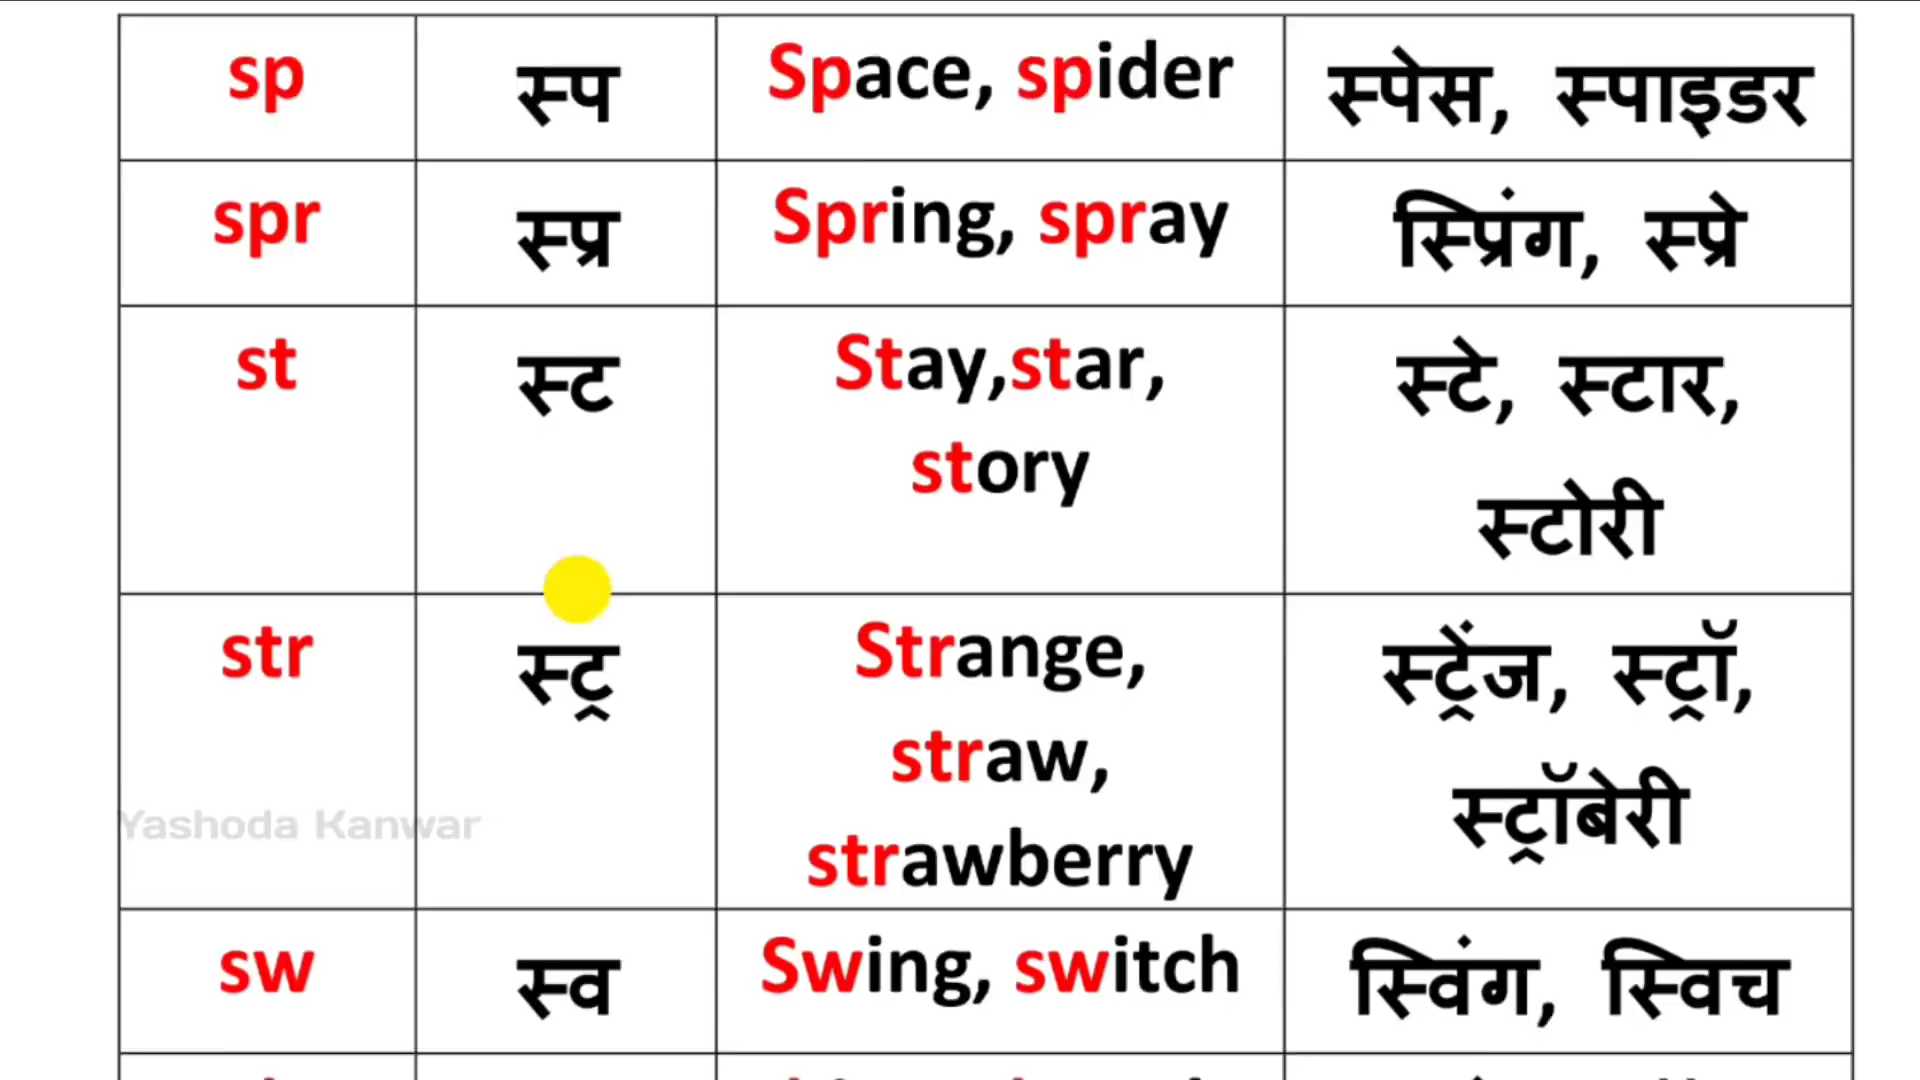 sp स्प Space, spider स्पेस, स्पाइडर
spr स्प्र Spring, spray स्प्रिंग, स्प्रे
st स्ट Stay,star, स्टे, स्टार,
story स्टोरी
str स्ट्र Strange, स्ट्रेंज, स्ट्रॉ,
straw, स्ट्रॉबेरी
Yashoda Kanwar
strawberry
sw स्व Swing, switch स्विंग, स्विच